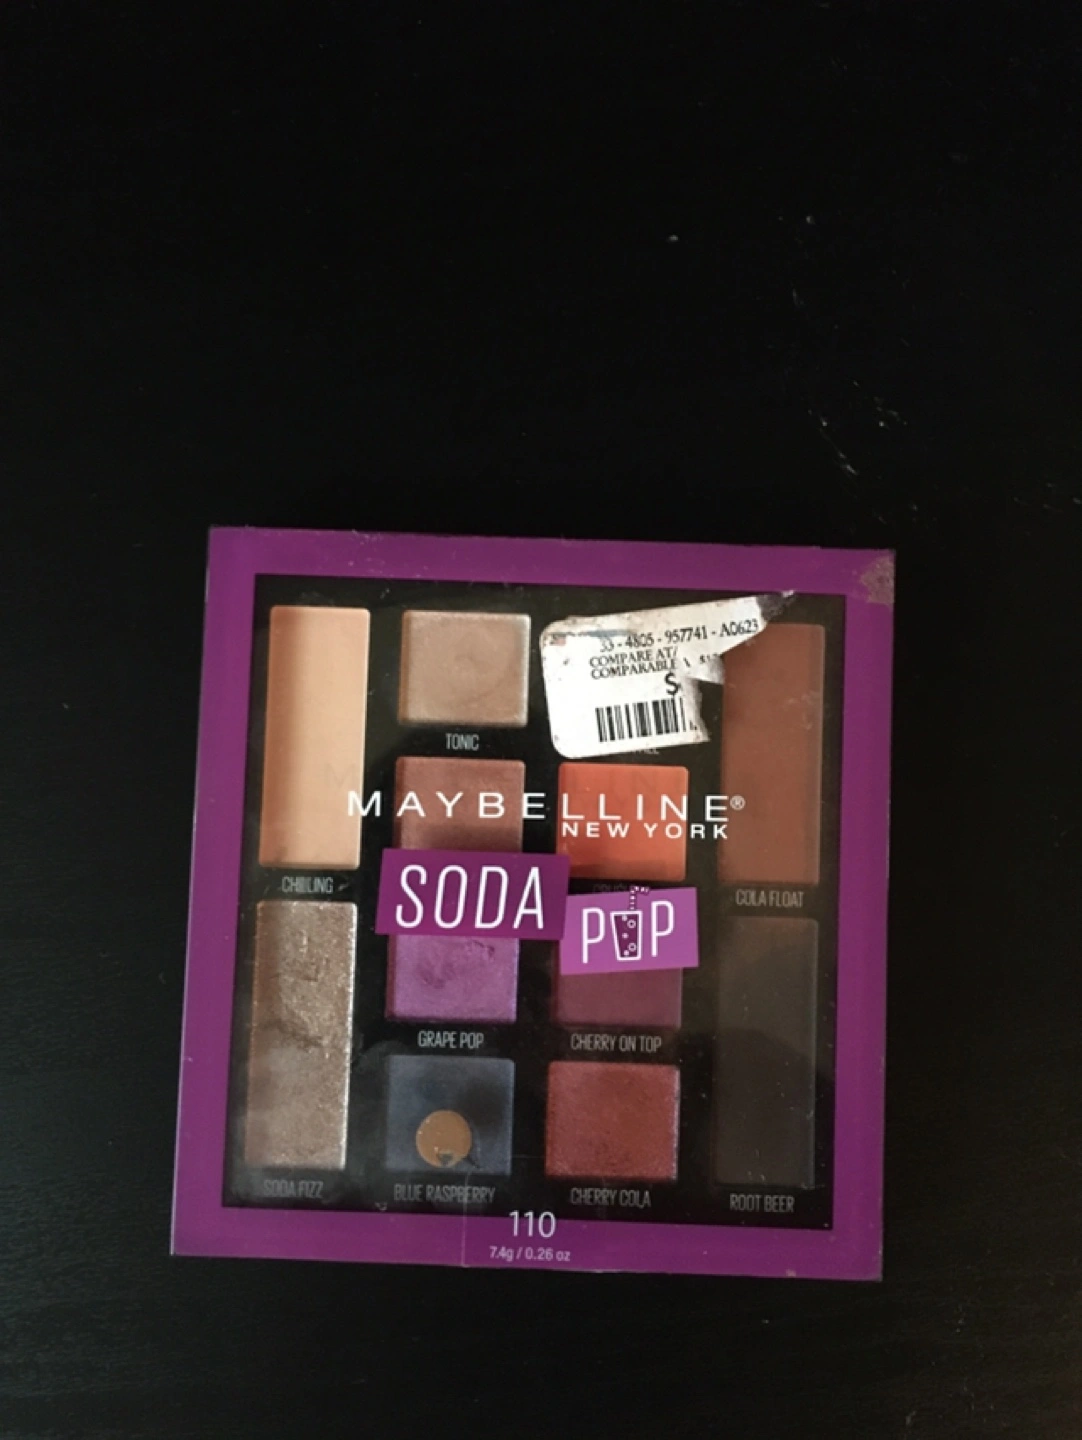 33 - 4805 - 957741 - A0623
COMPARE AT/
COMPARABLE
$
TONIC
MAYBELLINE®
NEW YORK
CHILLING
SODA
POP
COLA FLOAT
GRAPE POP
CHERRY ON TOP
SODA FIZZ
BLUE RASPBERRY
CHERRY COLA
ROOT BEER
110
7.4g / 0.26 oz